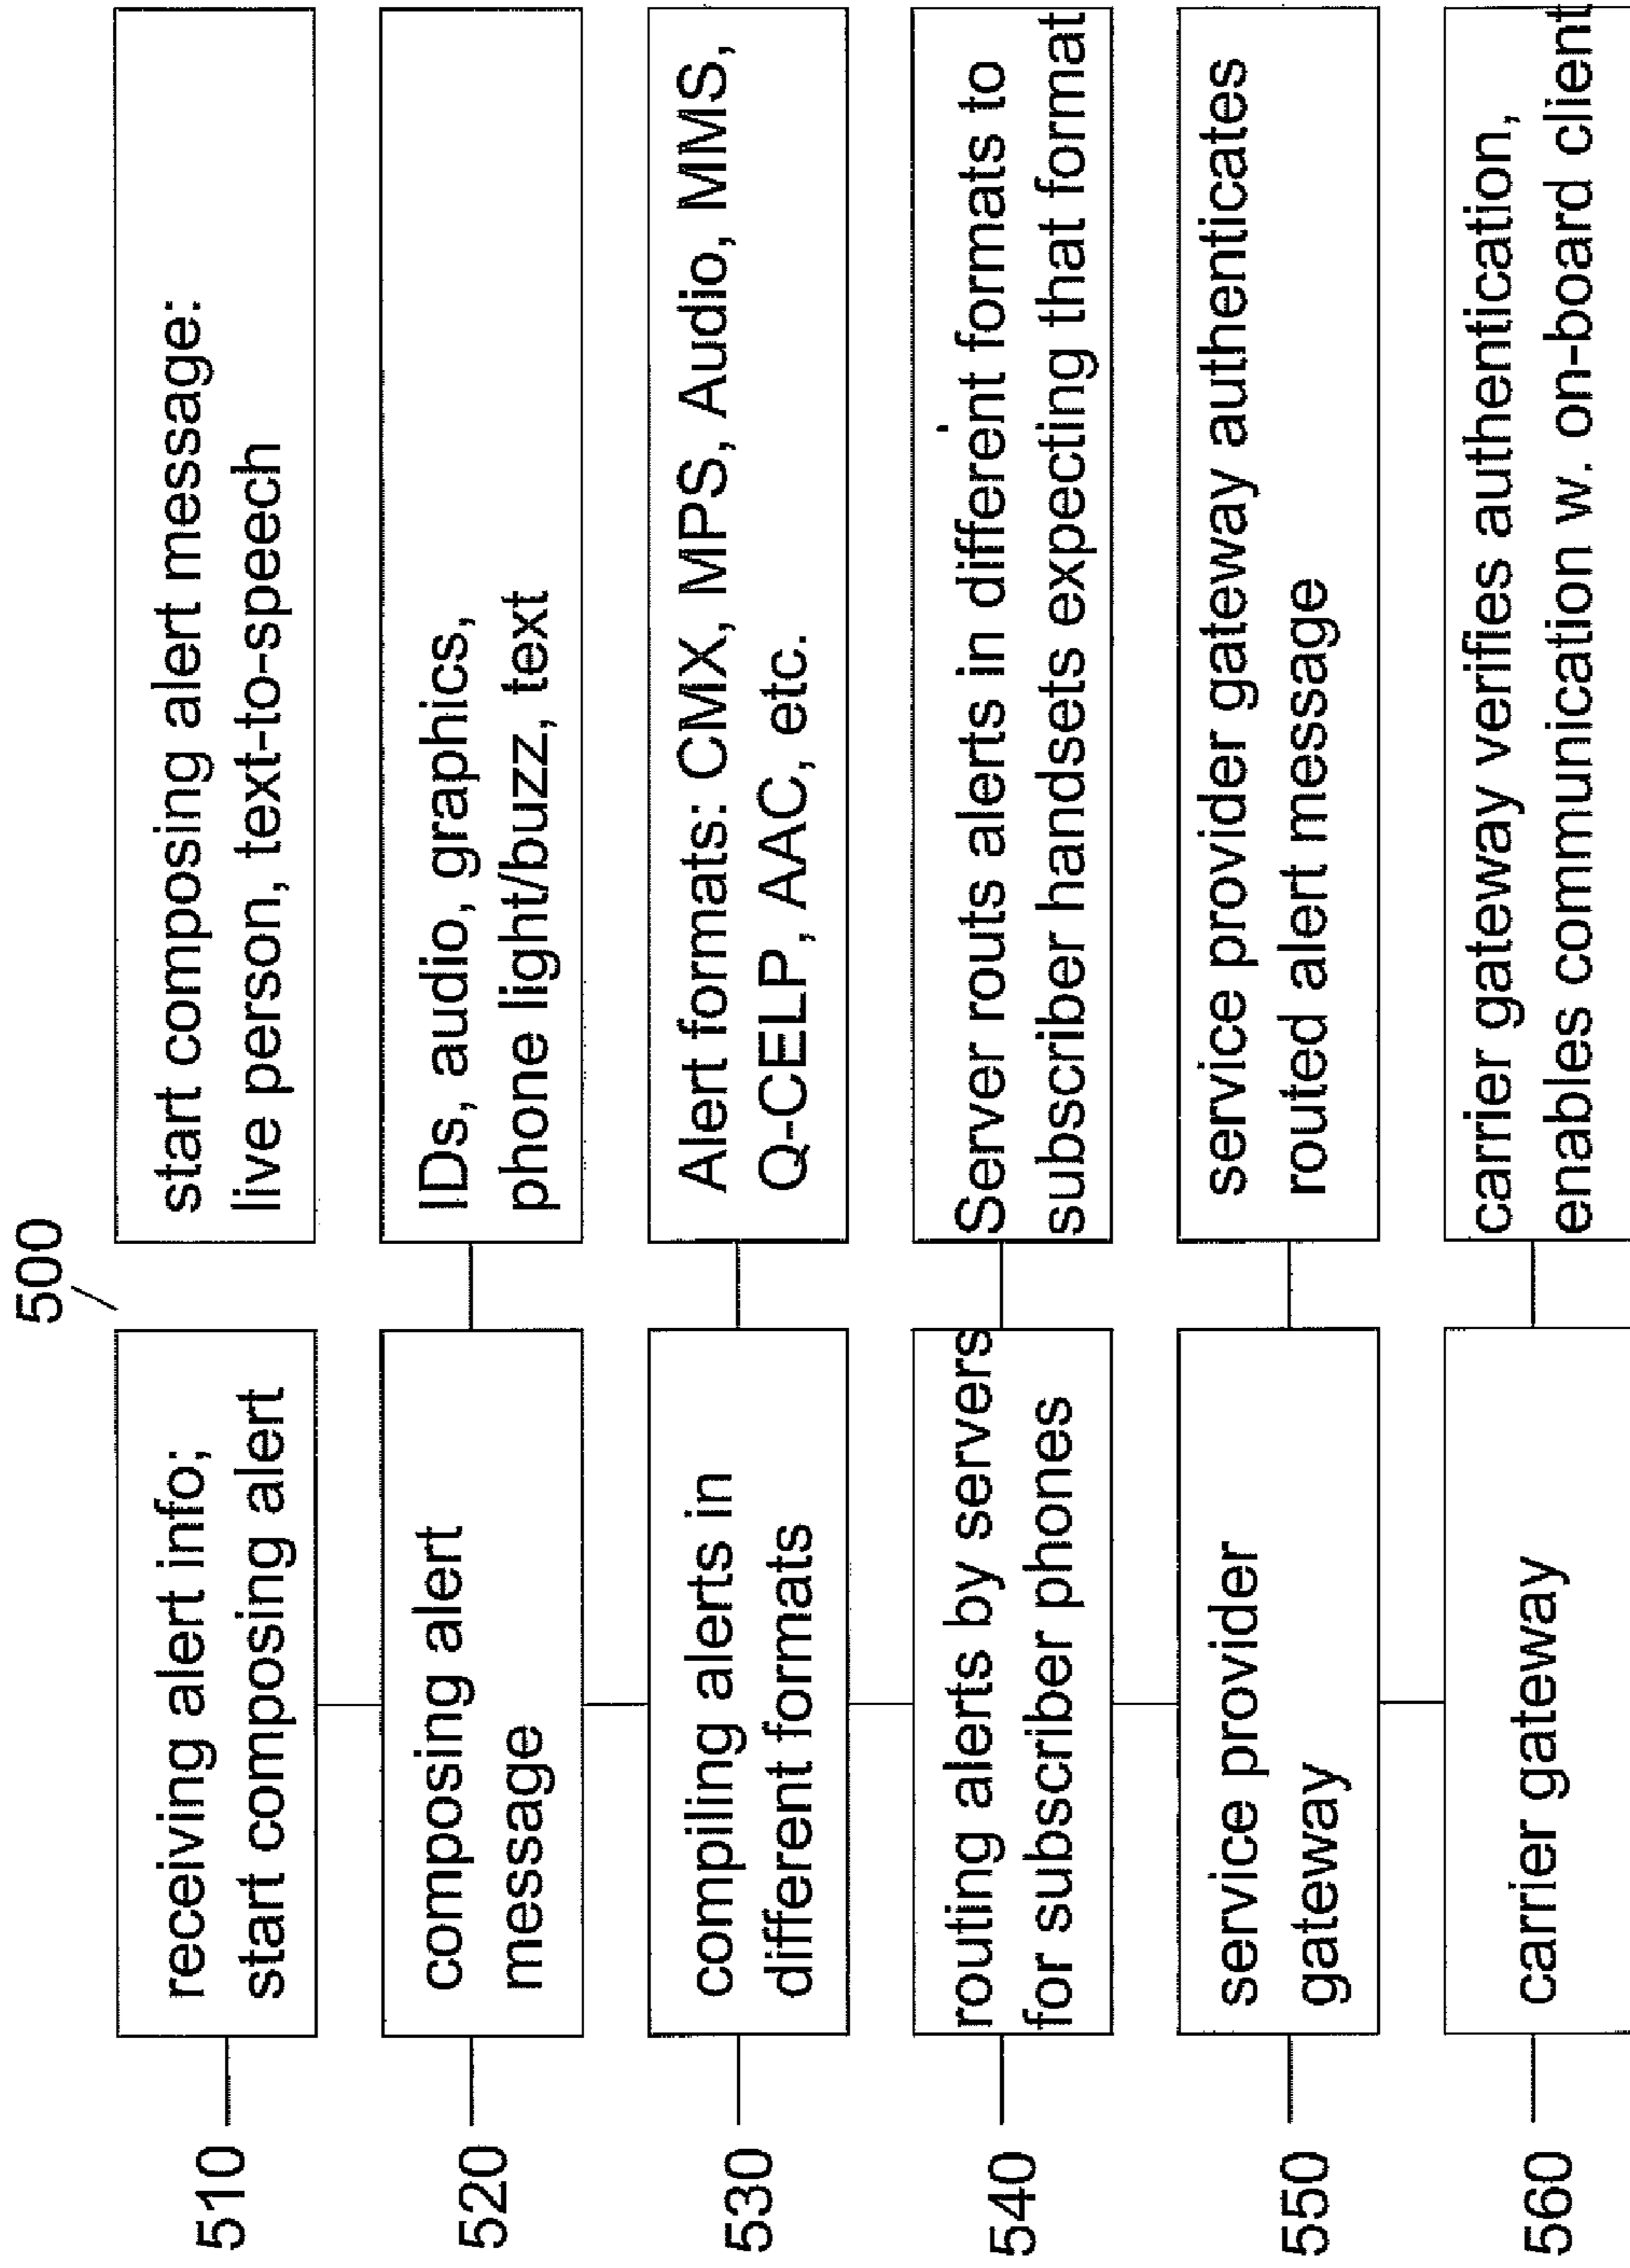 500
510
receiving alert info;
start composing alert
start composing alert message:
live person, text-to-speech
520
composing alert
message
IDs, audio, graphics,
phone light/buzz, text
530
compiling alerts in
different formats
Alert formats: CMX, MPS, Audio, MMS,
Q-CELP, AAC, etc.
540
routing alerts by servers
for subscriber phones
Server routs alerts in different formats to
subscriber handsets expecting that format
550
service provider
gateway
service provider gateway authenticates
routed alert message
560
carrier gateway
carrier gateway verifies authentication,
enables communication w. on-board client